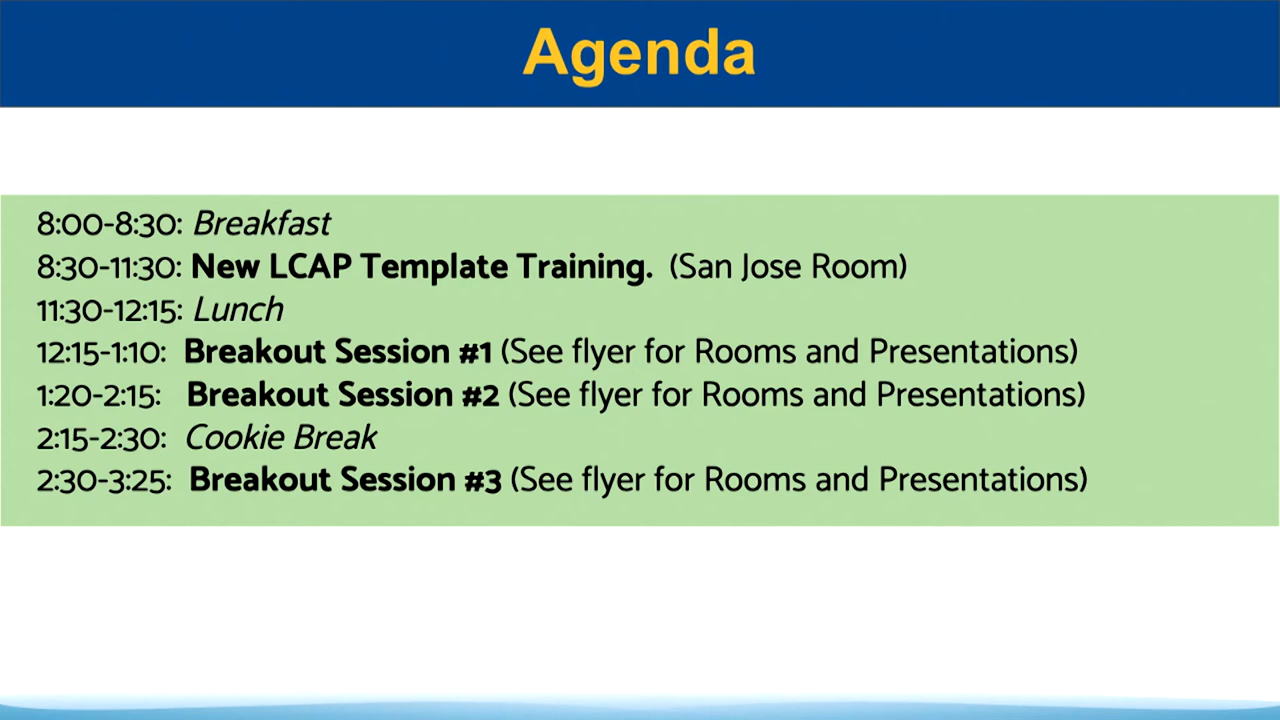 Agenda
8:00-8:30: Breakfast
8:30-11:30: New LCAP Template Training. (San Jose Room)
11:30-12:15: Lunch
12:15-1:10: Breakout Session #1 (See flyer for Rooms and Presentations)
1:20-2:15: Breakout Session #2 (See flyer for Rooms and Presentations)
2:15-2:30: Cookie Break
2:30-3:25: Breakout Session #3 (See flyer for Rooms and Presentations)